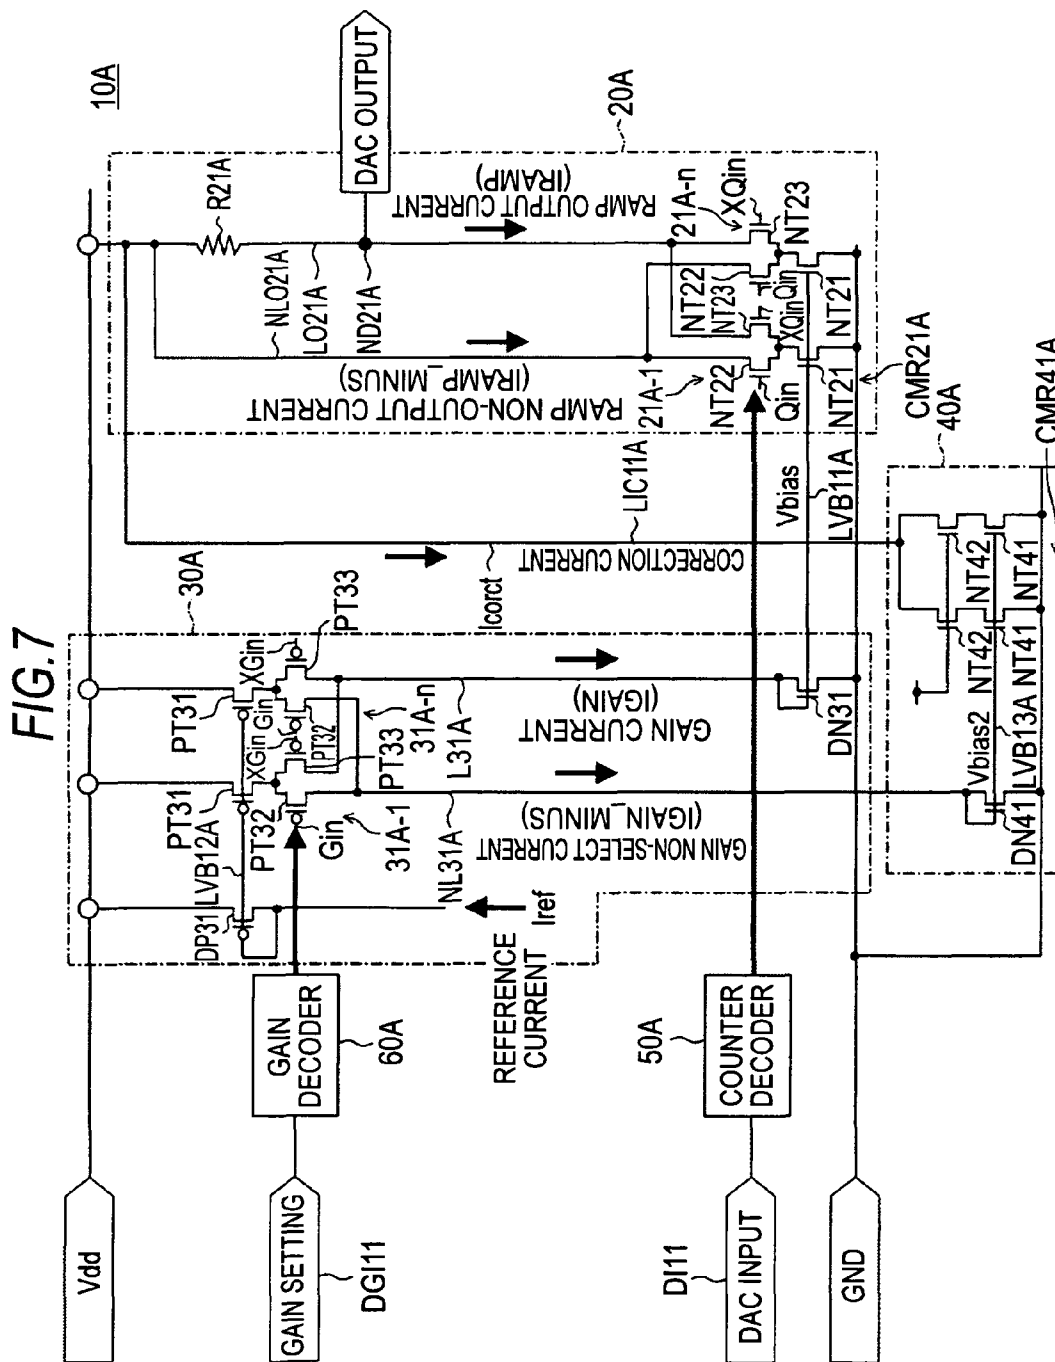 FIG.7
10A
Vdd
GAIN SETTING
DGI11
GAIN
DECODER
60A
REFERENCE
CURRENT
Iref
DAC INPUT
DI11
COUNTER
DECODER
50A
GND
30A
DP31
LVB12A
PT31
PT31
PT32
PT33
Gin
XGin
Gin
XGin
PT32
PT33
31A-1
31A-n
NL31A
L31A
GAIN NON-SELECT CURRENT
(IGAIN_MINUS)
GAIN CURRENT
(IGAIN)
DN31
Icorct
CORRECTION CURRENT
LIC11A
20A
R21A
NLO21A
LO21A
ND21A
DAC OUTPUT
RAMP NON-OUTPUT CURRENT
(IRAMP_MINUS)
RAMP OUTPUT CURRENT
(IRAMP)
21A-1
21A-n
NT22
NT23
NT22
NT23
Qin
XQin
Qin
XQin
NT21
NT21
Vbias
LVB11A
CMR21A
40A
DN41
Vbias2
LVB13A
NT42
NT41
NT42
NT41
CMR41A